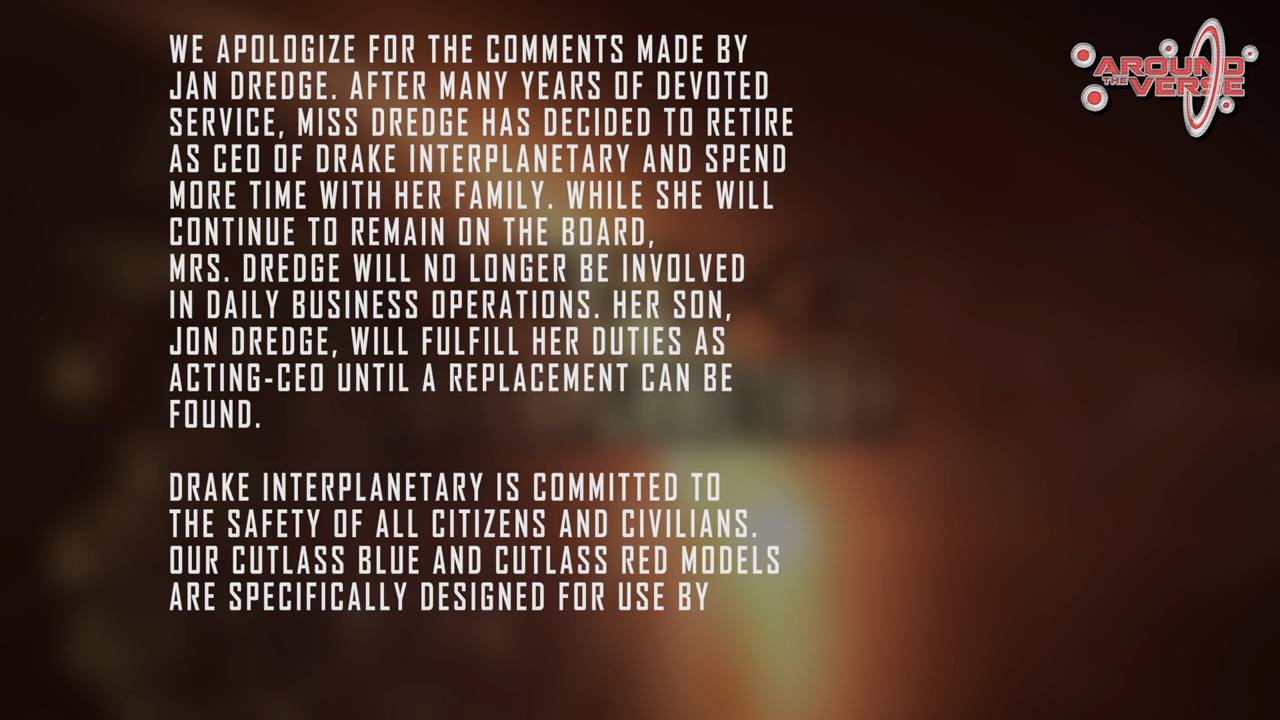 WE APOLOGIZE FOR THE COMMENTS MADE BY
JAN DREDGE. AFTER MANY YEARS OF DEVOTED
SERVICE, MISS DREDGE HAS DECIDED TO RETIRE
AS CEO OF DRAKE INTERPLANETARY AND SPEND
MORE TIME WITH HER FAMILY. WHILE SHE WILL
CONTINUE TO REMAIN ON THE BOARD,
MRS. DREDGE WILL NO LONGER BE INVOLVED
IN DAILY BUSINESS OPERATIONS. HER SON,
JON DREDGE, WILL FULFILL HER DUTIES AS
ACTING-CEO UNTIL A REPLACEMENT CAN BE
FOUND.
DRAKE INTERPLANETARY IS COMMITTED TO
THE SAFETY OF ALL CITIZENS AND CIVILIANS.
OUR CUTLASS BLUE AND CUTLASS RED MODELS
ARE SPECIFICALLY DESIGNED FOR USE BY
AROUND
THE VERSE